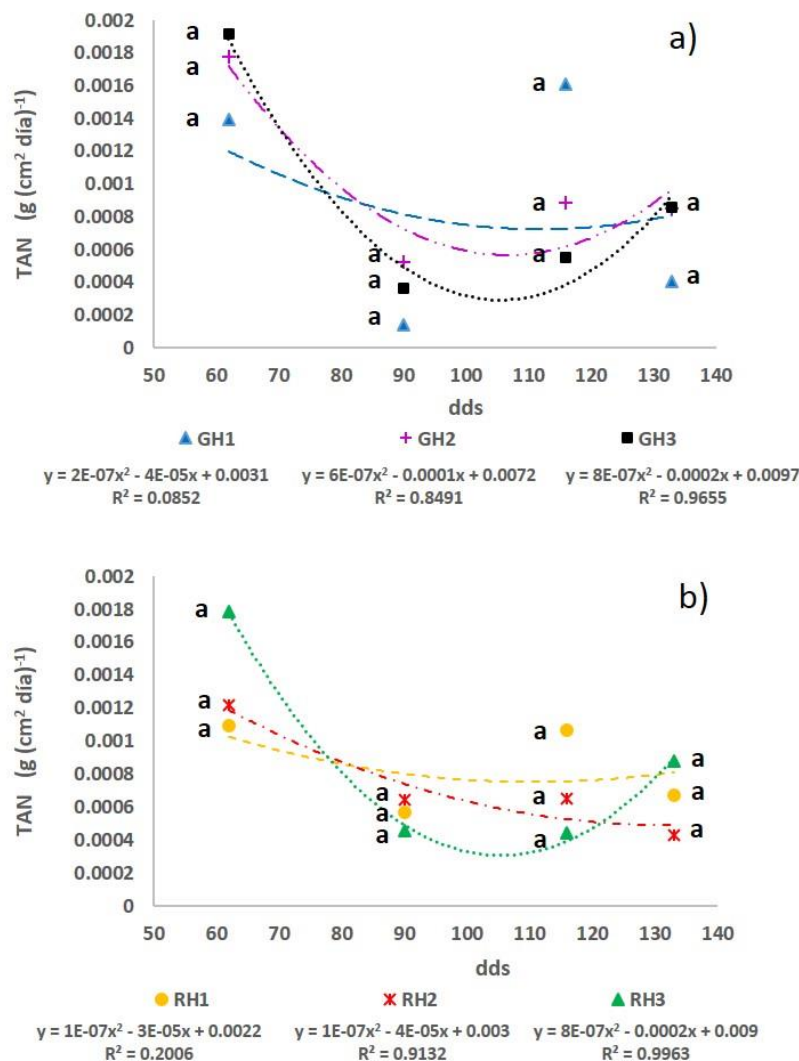 a)
TAN (g (cm² día)⁻¹
0.002
0.0018
0.0016
0.0014
0.0012
0.001
0.0008
0.0006
0.0004
0.0002
0
a
a
a
a
a
a
a
a
a
a
a
50 60 70 80 90 100 110 120 130 140
dds
GH1 GH2 GH3
y = 2E-07x² - 4E-05x + 0.0031 y = 6E-07x² - 0.0001x + 0.0072 y = 8E-07x² - 0.0002x + 0.0097
R² = 0.0852 R² = 0.8491 R² = 0.9655
b)
TAN (g (cm² día)⁻¹
0.002
0.0018
0.0016
0.0014
0.0012
0.001
0.0008
0.0006
0.0004
0.0002
0
a
a
a
a
a
a
a
a
a
a
a
a
50 60 70 80 90 100 110 120 130 140
dds
RH1 RH2 RH3
y = 1E-07x² - 3E-05x + 0.0022 y = 1E-07x² - 4E-05x + 0.003 y = 8E-07x² - 0.0002x + 0.009
R² = 0.2006 R² = 0.9132 R² = 0.9963